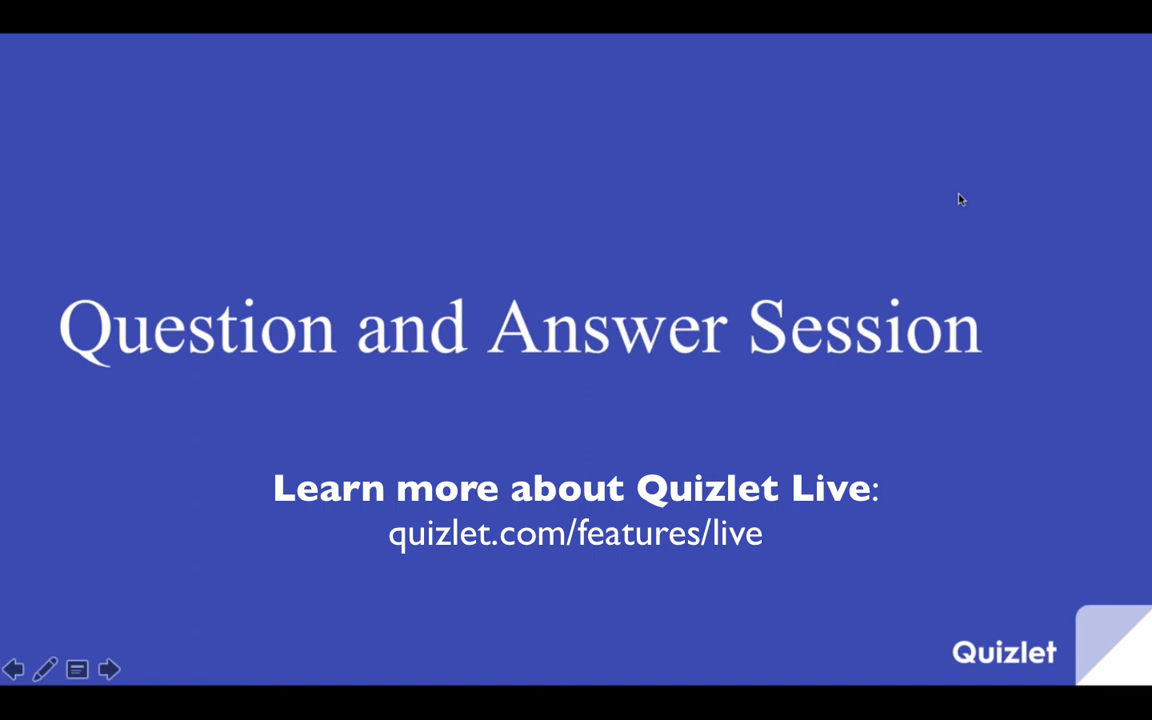 Question and Answer Session
Learn more about Quizlet Live:
quizlet.com/features/live
Quizlet